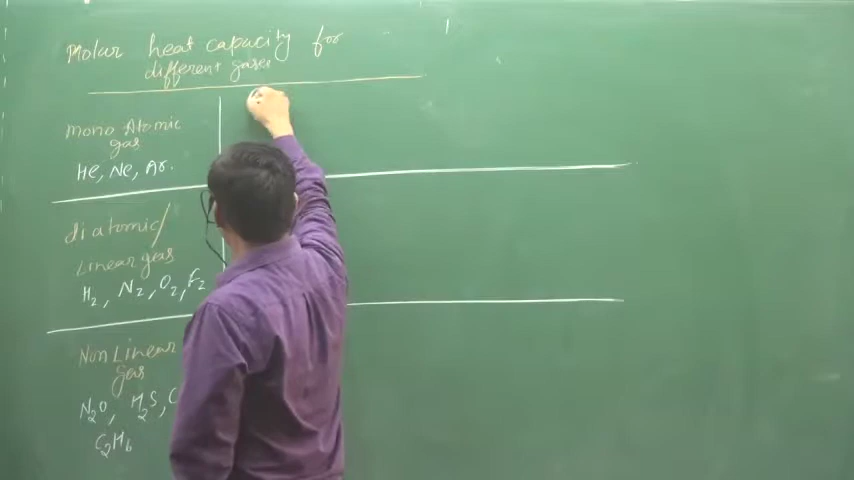 Molar heat capacity for
different gases
Mono Atomic
gas
He, Ne, Ar.
diatomic/
Linear gas
H2, N2, O2, F2
Non Linear
gas
N2O, H2S, C
C2H6